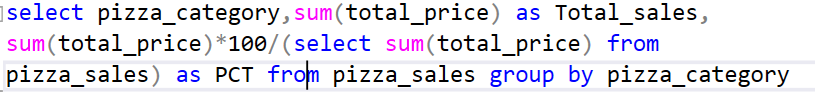 select pizza_category,sum(total_price) as Total_sales,
sum(total_price)*100/(select sum(total_price) from
pizza_sales) as PCT from pizza_sales group by pizza_category